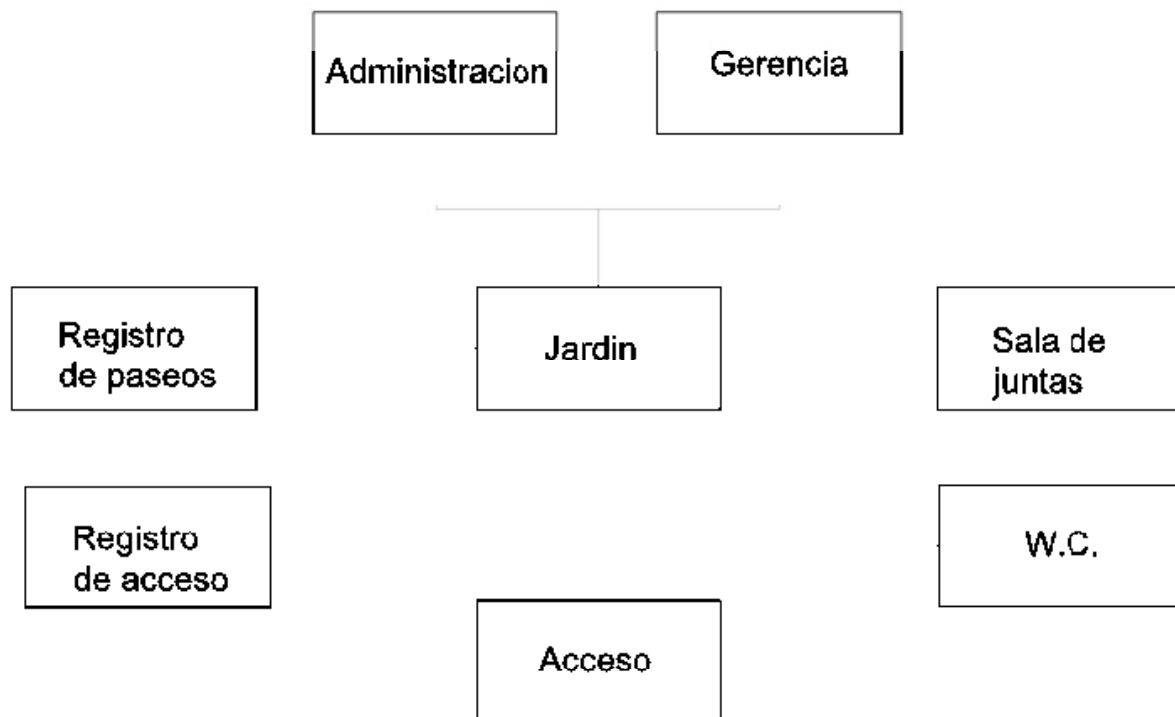 Administracion
Gerencia
Registro
de paseos
Jardin
Sala de
juntas
Registro
de acceso
W.C.
Acceso